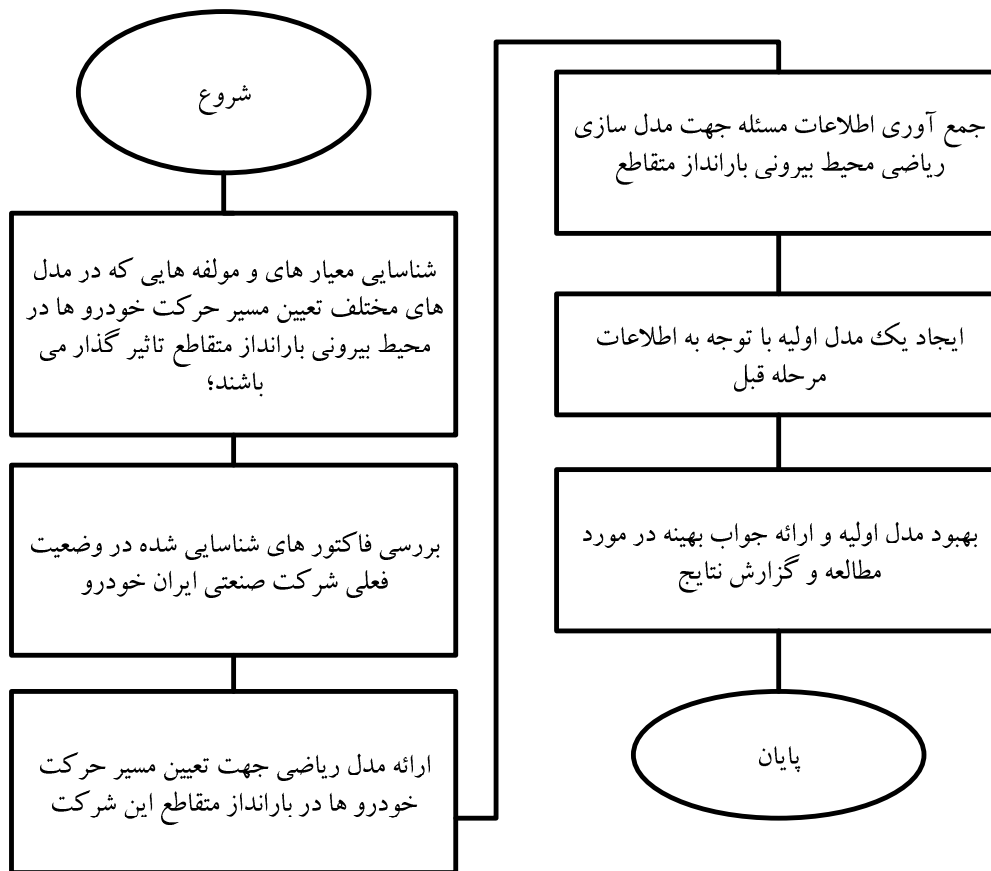 شروع
شناسایی معیار های و مولفه هایی که در مدل
های مختلف تعیین مسیر حرکت خودرو ها در
محیط بیرونی بارانداز متقاطع تاثیر گذار می
باشند؛
بررسی فاکتور های شناسایی شده در وضعیت
فعلی شرکت صنعتی ایران خودرو
ارائه مدل ریاضی جهت تعیین مسیر حرکت
خودرو ها در بارانداز متقاطع این شرکت
جمع آوری اطلاعات مسئله جهت مدل سازی
ریاضی محیط بیرونی بارانداز متقاطع
ایجاد یک مدل اولیه با توجه به اطلاعات
مرحله قبل
بهبود مدل اولیه و ارائه جواب بهینه در مورد
مطالعه و گزارش نتایج
پایان